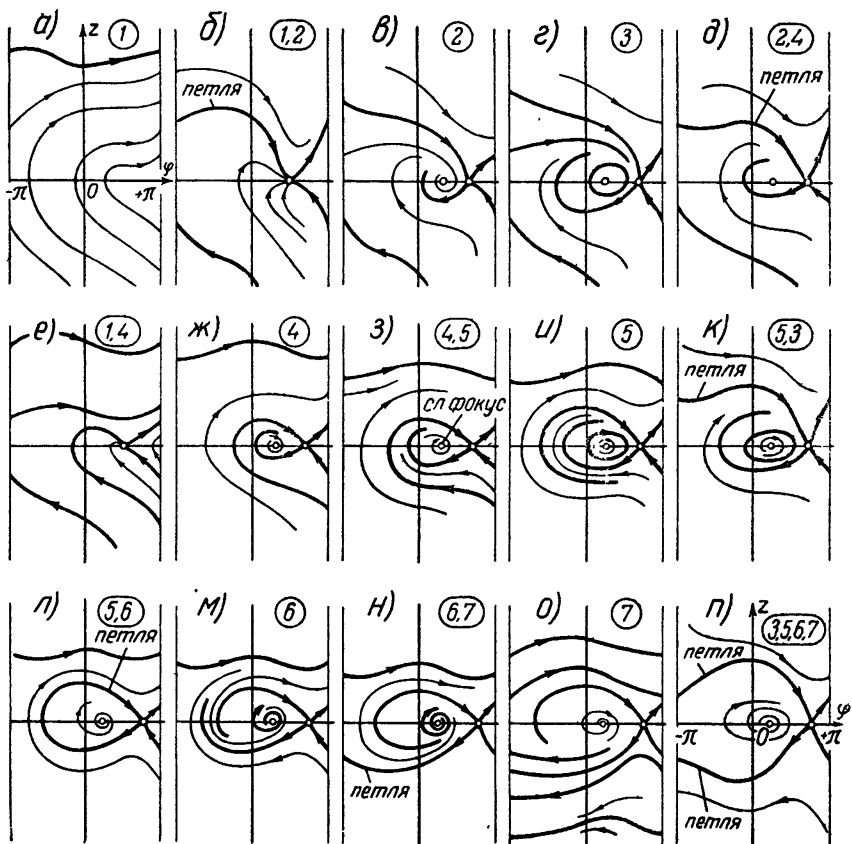 а) z 1
б) 1,2
в) 2
г) 3
д) 2,4
петля
петля
-π 0 +π φ
е) 1,4
ж) 4
з) 4,5
и) 5
к) 5,3
петля
сл фокус
л) 5,6
м) 6
н) 6,7
о) 7
п) z 3,5,6,7
петля
петля
-π 0 +π φ
петля
петля